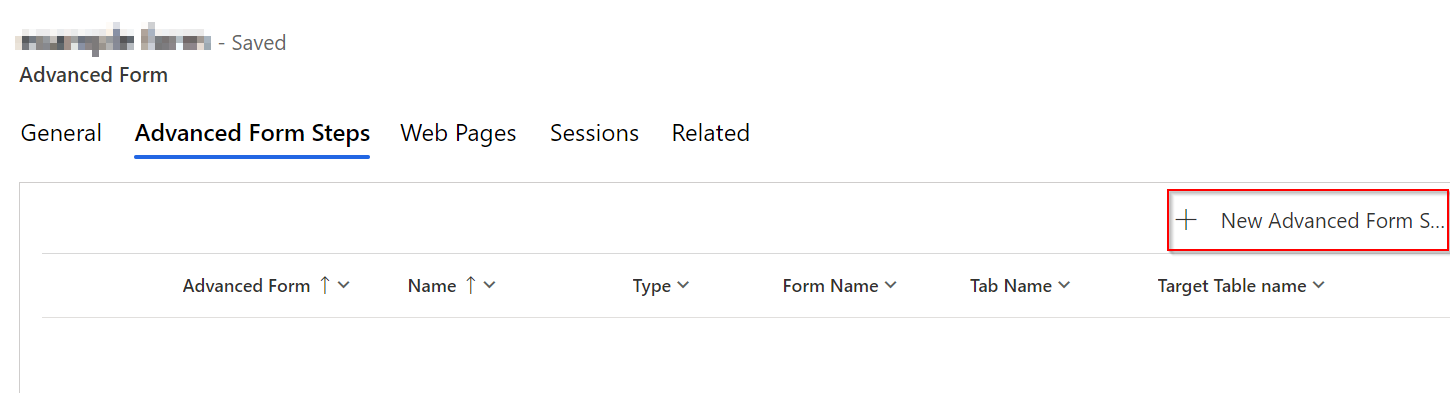 - Saved
Advanced Form
General Advanced Form Steps Web Pages Sessions Related
New Advanced Form S...
Advanced Form Name Type Form Name Tab Name Target Table name